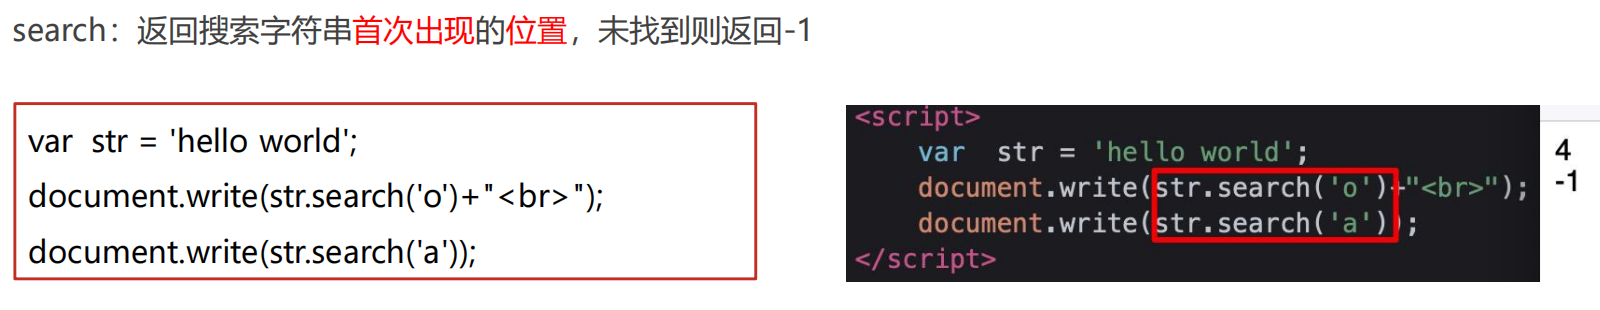 search：返回搜索字符串首次出现的位置，未找到则返回-1
var  str = 'hello world';
document.write(str.search('o')+"<br>");
document.write(str.search('a'));
<script>
var  str = 'hello world';
document.write(str.search('o')+"<br>");
document.write(str.search('a'));
</script>
4
-1